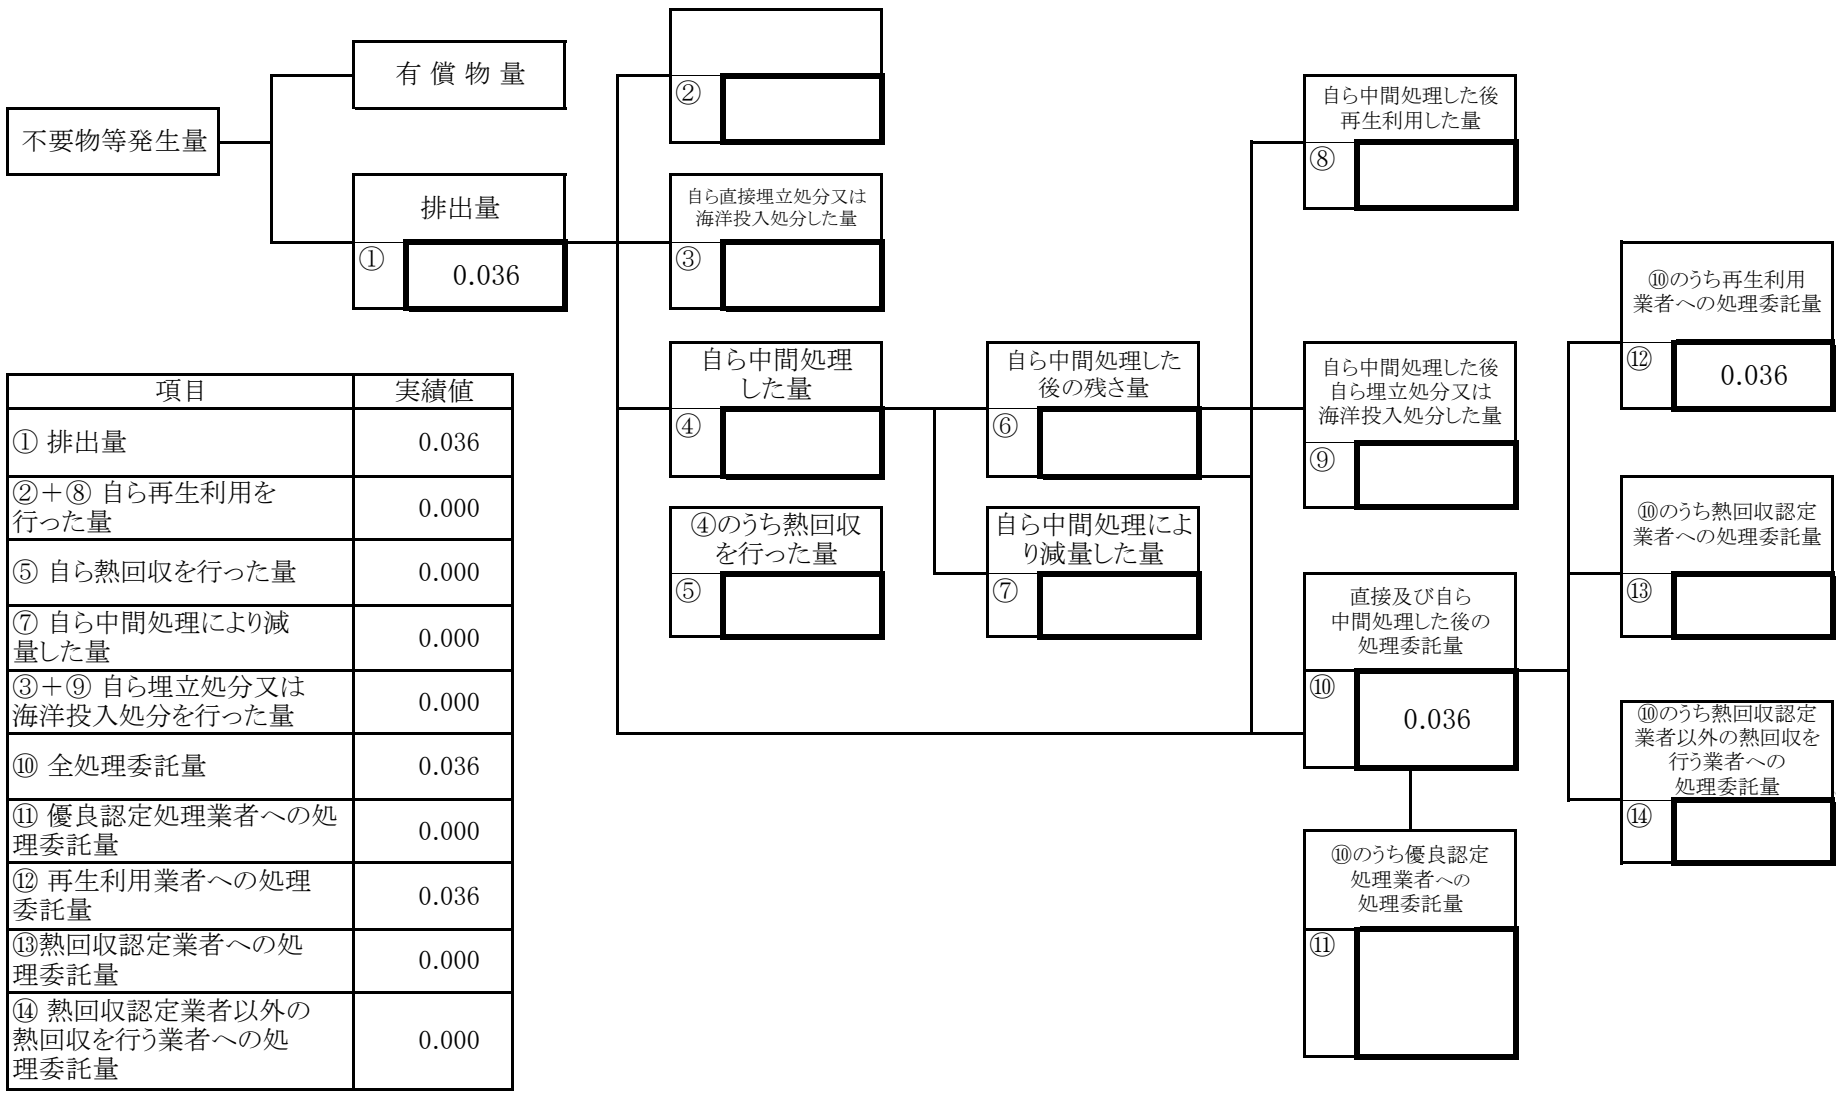 有 償 物 量
不要物等発生量
排出量
①
0.036
②
自ら直接埋立処分又は
海洋投入処分した量
③
自ら中間処理
した量
④
④のうち熱回収
を行った量
⑤
自ら中間処理した
後の残さ量
⑥
自ら中間処理によ
り減量した量
⑦
自ら中間処理した後
再生利用した量
⑧
自ら中間処理した後
自ら埋立処分又は
海洋投入処分した量
⑨
直接及び自ら
中間処理した後の
処理委託量
⑩
0.036
⑩のうち優良認定
処理業者への
処理委託量
⑪
⑩のうち再生利用
業者への処理委託量
⑫
0.036
⑩のうち熱回収認定
業者への処理委託量
⑬
⑩のうち熱回収認定
業者以外の熱回収を
行う業者への
処理委託量
⑭
項目 実績値
① 排出量 0.036
②＋⑧ 自ら再生利用を
行った量 0.000
⑤ 自ら熱回収を行った量 0.000
⑦ 自ら中間処理により減
量した量 0.000
③＋⑨ 自ら埋立処分又は
海洋投入処分を行った量 0.000
⑩ 全処理委託量 0.036
⑪ 優良認定処理業者への処
理委託量 0.000
⑫ 再生利用業者への処理
委託量 0.036
⑬熱回収認定業者への処
理委託量 0.000
⑭ 熱回収認定業者以外の
熱回収を行う業者への処
理委託量 0.000